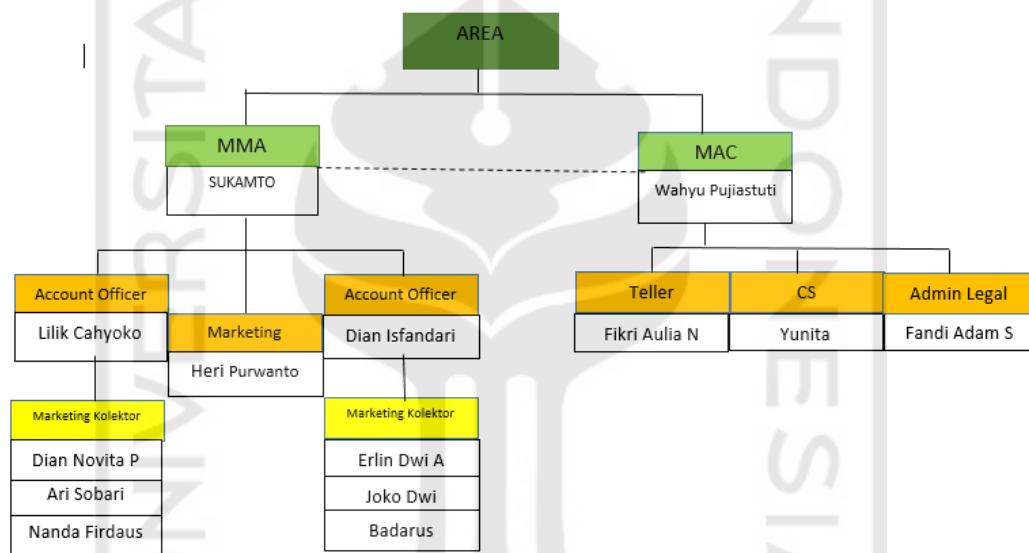 AREA
MMA
SUKAMTO
MAC
Wahyu Pujiastuti
Account Officer
Lilik Cahyoko
Marketing
Heri Purwanto
Account Officer
Dian Isfandari
Teller
Fikri Aulia N
CS
Yunita
Admin Legal
Fandi Adam S
Marketing Kolektor
Dian Novita P
Ari Sobari
Nanda Firdaus
Marketing Kolektor
Erlin Dwi A
Joko Dwi
Badarus
UNIVERSITA
NDONESIA